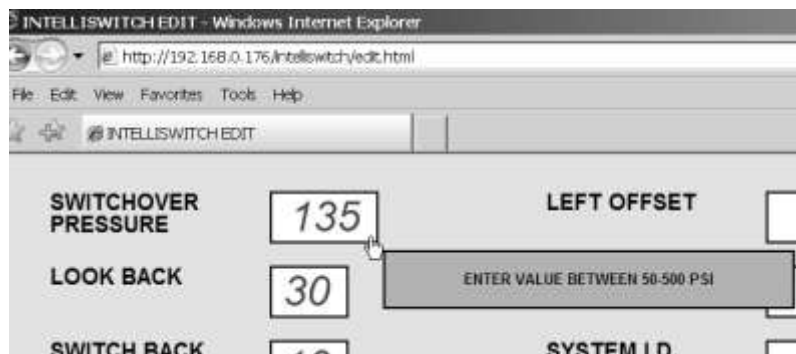 INTELLISWITCH EDIT - Windows Internet Explorer
http://192.168.0.176/intelliswitch/edit.html
File Edit View Favorites Tools Help
INTELLISWITCH EDIT
SWITCHOVER PRESSURE
135
LEFT OFFSET
LOOK BACK
30
ENTER VALUE BETWEEN 50-500 PSI
SWITCH BACK
SYSTEM I.D.